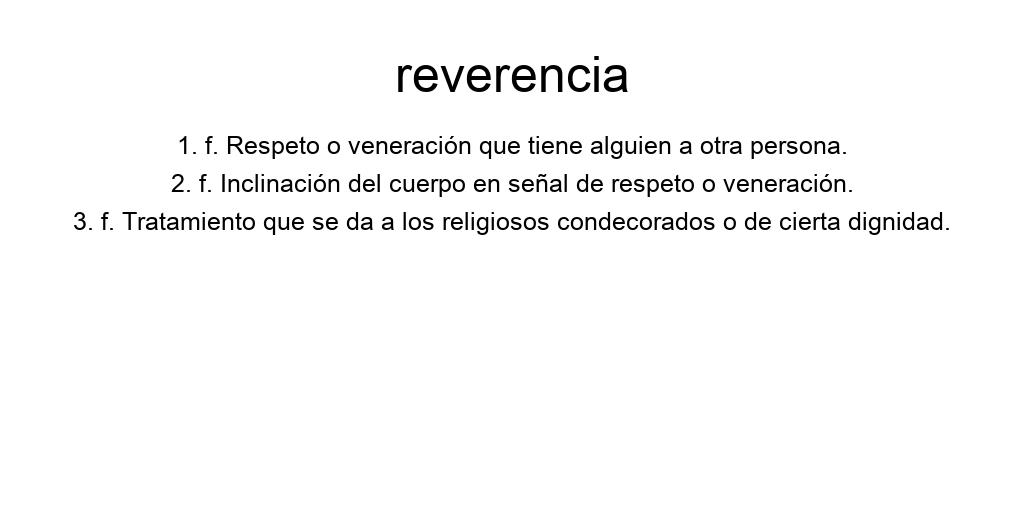 reverencia
1. f. Respeto o veneración que tiene alguien a otra persona.
2. f. Inclinación del cuerpo en señal de respeto o veneración.
3. f. Tratamiento que se da a los religiosos condecorados o de cierta dignidad.